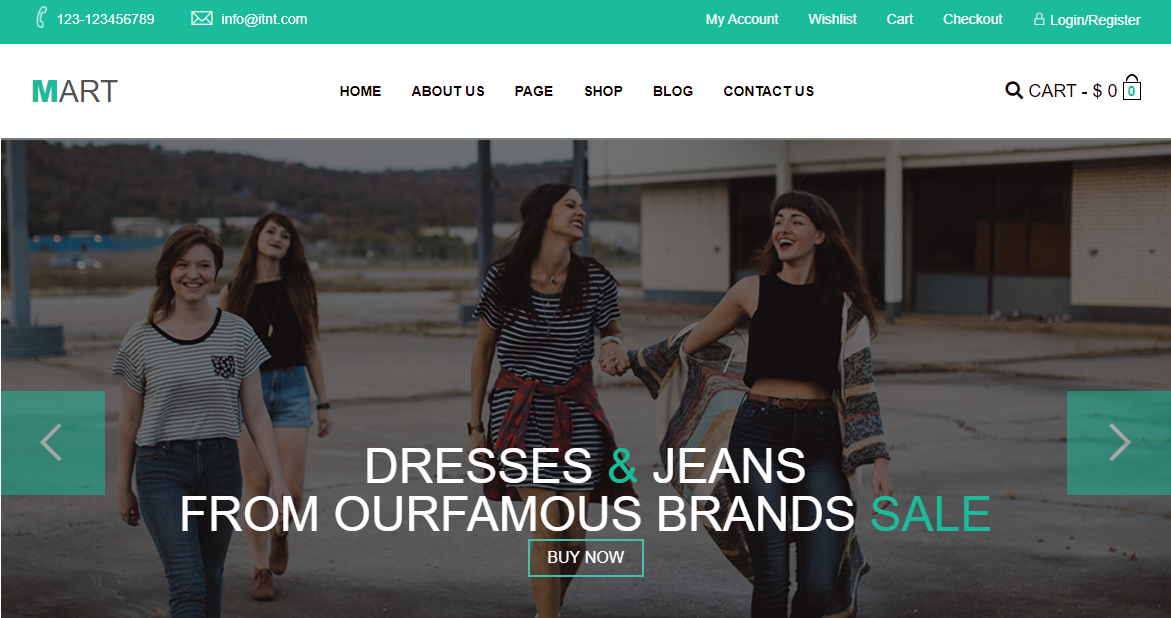 123-123456789 info@itnt.com My Account Wishlist Cart Checkout Login/Register
MART HOME ABOUT US PAGE SHOP BLOG CONTACT US CART - $ 0 0
DRESSES & JEANS
FROM OURFAMOUS BRANDS SALE
BUY NOW